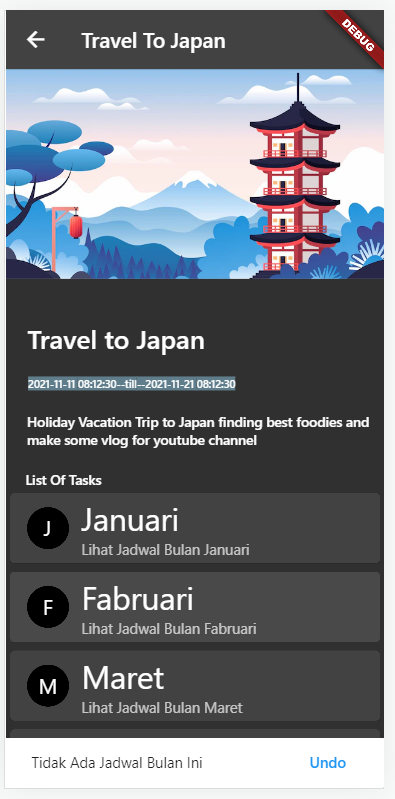 Travel To Japan
DEBUG
Travel to Japan
2021-11-11 08:12:30--till--2021-11-21 08:12:30
Holiday Vacation Trip to Japan finding best foodies and
make some vlog for youtube channel
List Of Tasks
J
Januari
Lihat Jadwal Bulan Januari
F
Fabruari
Lihat Jadwal Bulan Fabruari
M
Maret
Lihat Jadwal Bulan Maret
Tidak Ada Jadwal Bulan Ini Undo